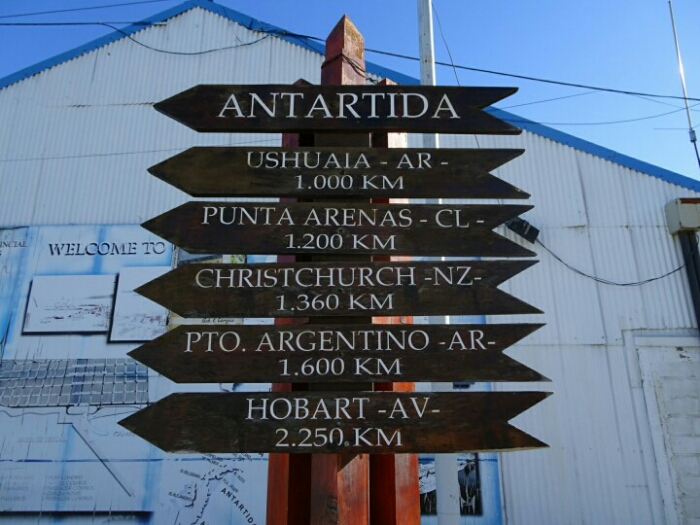 ANTARTIDA
USHUAIA - AR -
1.000 KM
PUNTA ARENAS - CL -
1.200 KM
WELCOME TO
CHRISTCHURCH -NZ-
1.360 KM
PTO. ARGENTINO -AR-
1.600 KM
HOBART -AV-
2.250 KM
ANTARTID